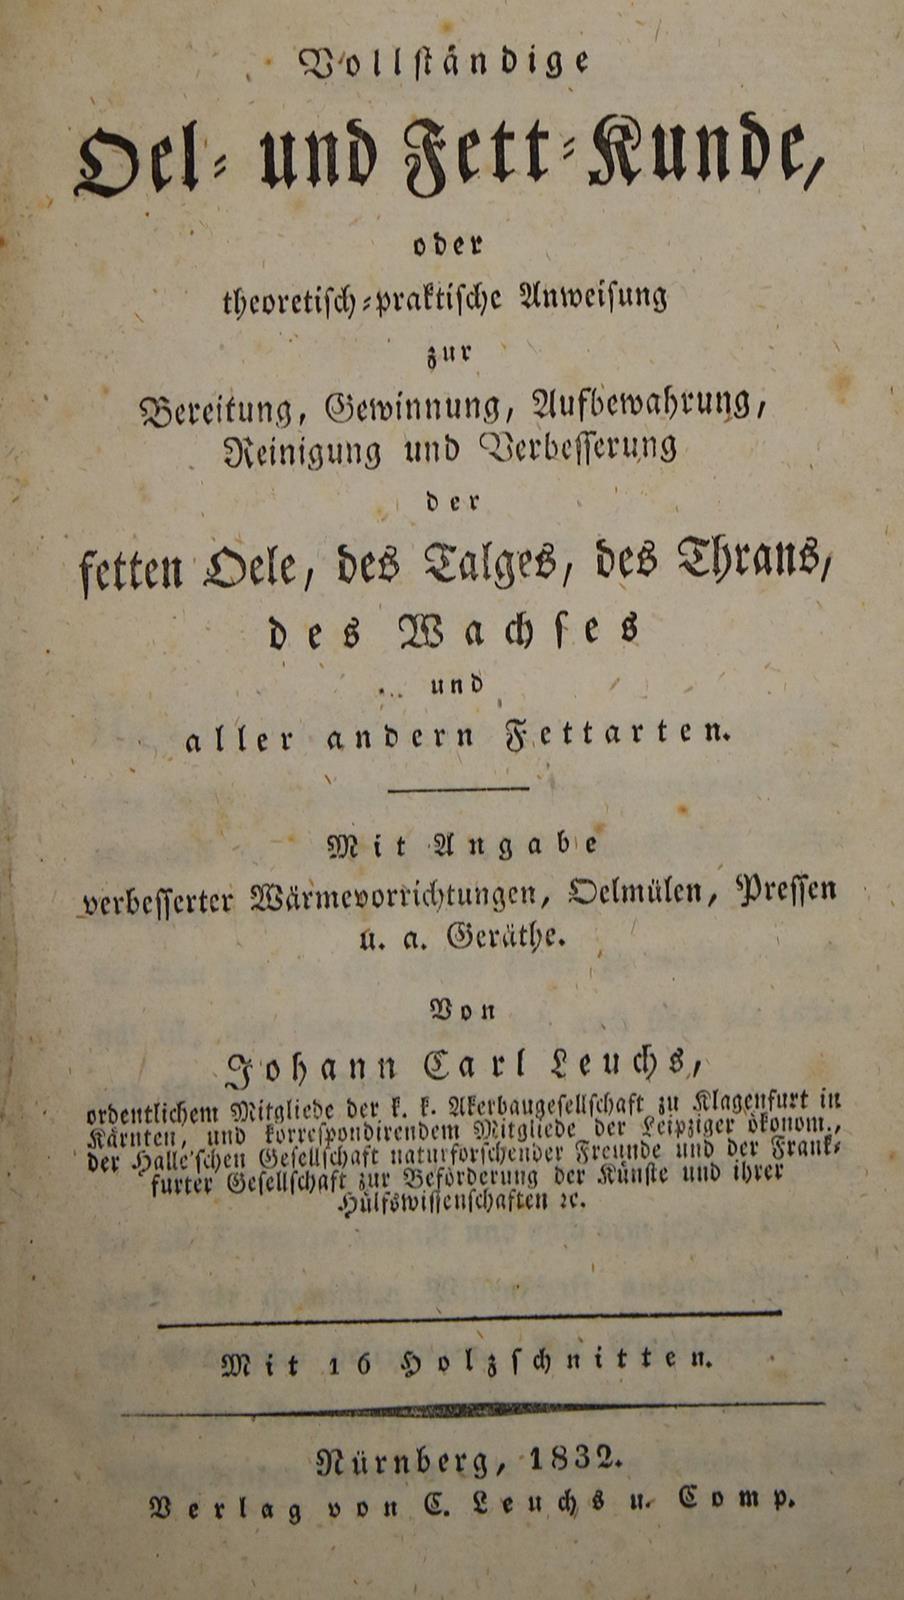 Vollständige
Oel- und Fett-Kunde,
oder
theoretisch-praktische Anweisung
zur
Bereitung, Gewinnung, Aufbewahrung,
Reinigung und Verbesserung
der
fetten Oele, des Talges, des Thrans,
des Wachses
und
aller andern Fettarten.
Mit Angabe
verbesserter Wärmevorrichtungen, Oelmülen, Pressen
u. a. Geräthe.
Von
Johann Carl Leuchs,
ordentlichem Mitgliede der k. k. Akerbaugesellschaft zu Klagenfurt in
Kärnten, und korrespondirendem Mitgliede der Leipziger ökonom.,
der Halle'schen Gesellschaft naturforschender Freunde und der Frank-
furter Gesellschaft zur Beförderung der Künste und ihrer
Hülfswissenschaften ꝛc.
Mit 16 Holzschnitten.
Nürnberg, 1832.
Verlag von C. Leuchs u. Comp.